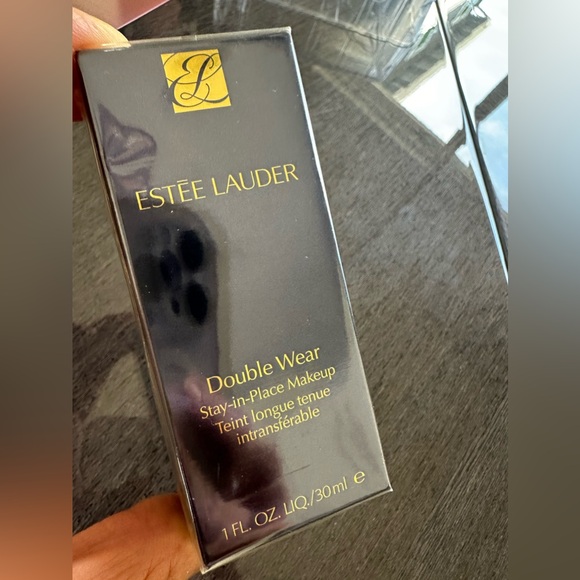 ESTĒE LAUDER
Double Wear
Stay-in-Place Makeup
Teint longue tenue
intransférable
1 FL. OZ. LIQ./30ml e